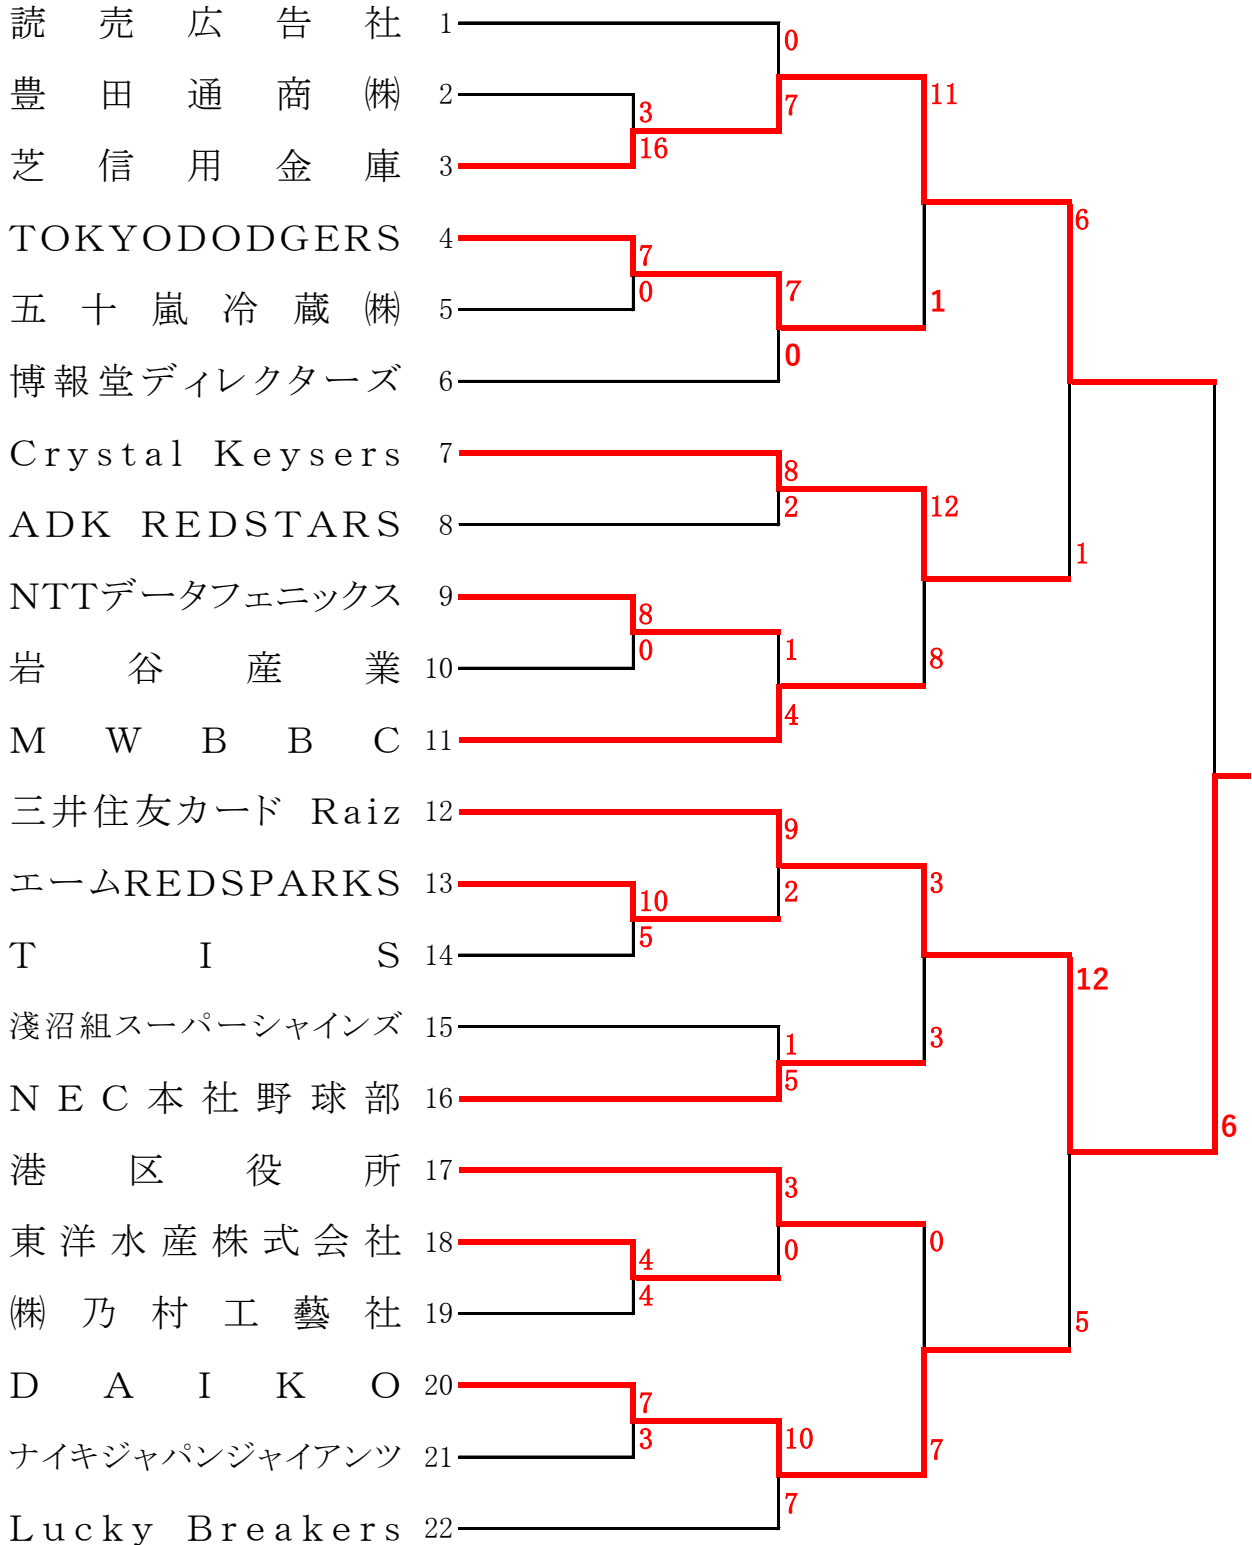 読売広告社 1
0
豊田通商㈱ 2
11
3
7
16
芝信用金庫 3
6
TOKYODODGERS 4
7
0
7
1
五十嵐冷蔵㈱ 5
0
博報堂ディレクターズ 6
Crystal Keysers 7
8
2
12
ADK REDSTARS 8
1
NTTデータフェニックス 9
8
0
1
8
岩谷産業 10
4
MWBBC 11
三井住友カード Raiz 12
9
エームREDSPARKS 13
10
2
3
5
TIS 14
12
淺沼組スーパーシャインズ 15
1
3
5
NEC本社野球部 16
6
港区役所 17
3
東洋水産株式会社 18
4
0
0
4
㈱乃村工藝社 19
5
DAIKO 20
7
3
10
7
ナイキジャパンジャイアンツ 21
7
Lucky Breakers 22